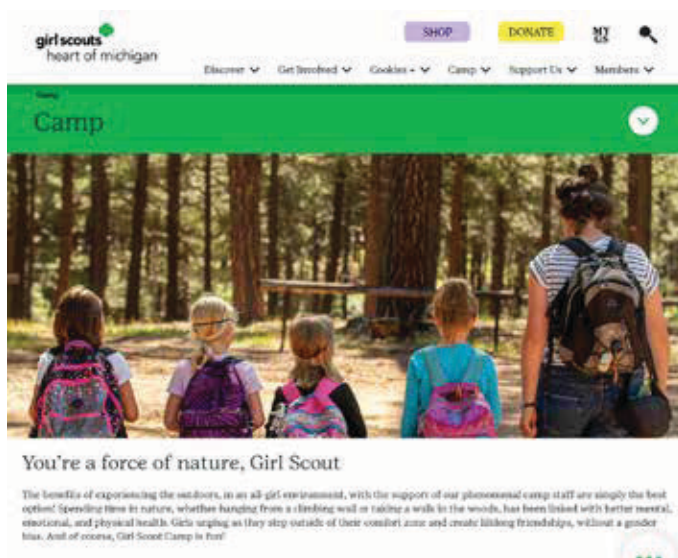 girl scouts
heart of michigan
SHOP
DONATE
MY
GS
Discover
Get Involved
Cookies +
Camp
Support Us
Members
Camp
Camp
You're a force of nature, Girl Scout
The benefits of experiencing the outdoors, in an all-girl environment, with the support of our phenomenal camp staff are simply the best
option! Spending time in nature, whether hanging from a climbing wall or taking a walk in the woods, has been linked with better mental,
emotional, and physical health. Girls as they step outside of their comfort zone and create lifelong friendships, without a gender
bias. And of course, Girl Scout Camp is fun!